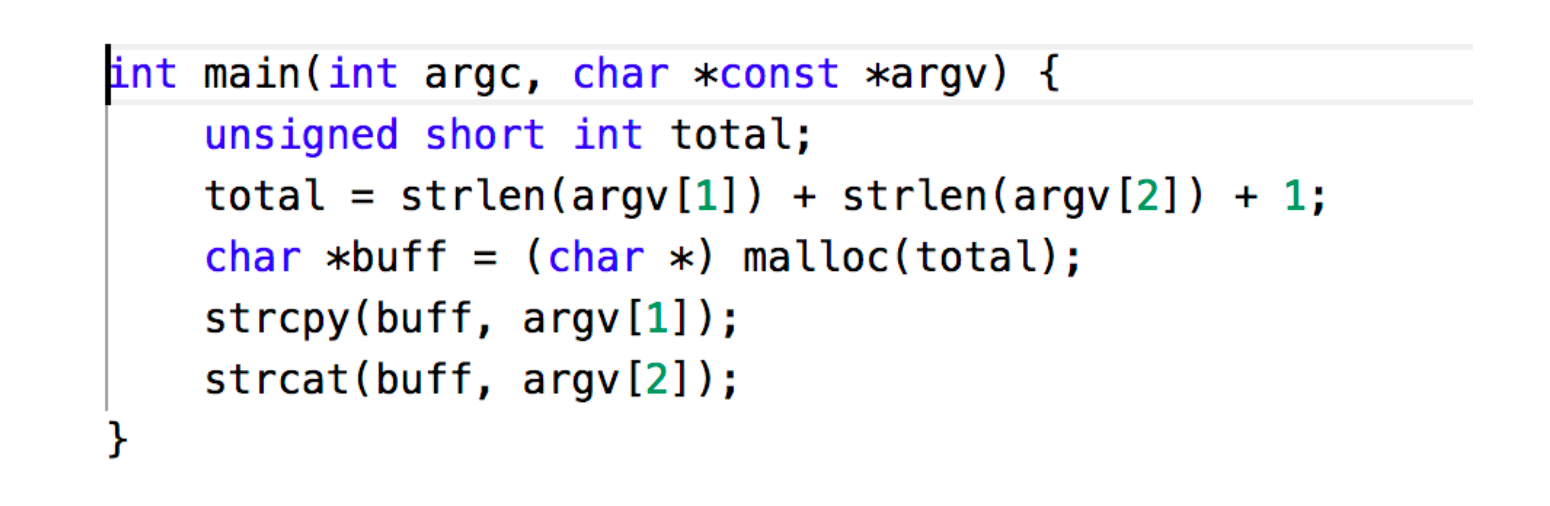 int main(int argc, char *const *argv) {
    unsigned short int total;
    total = strlen(argv[1]) + strlen(argv[2]) + 1;
    char *buff = (char *) malloc(total);
    strcpy(buff, argv[1]);
    strcat(buff, argv[2]);
}